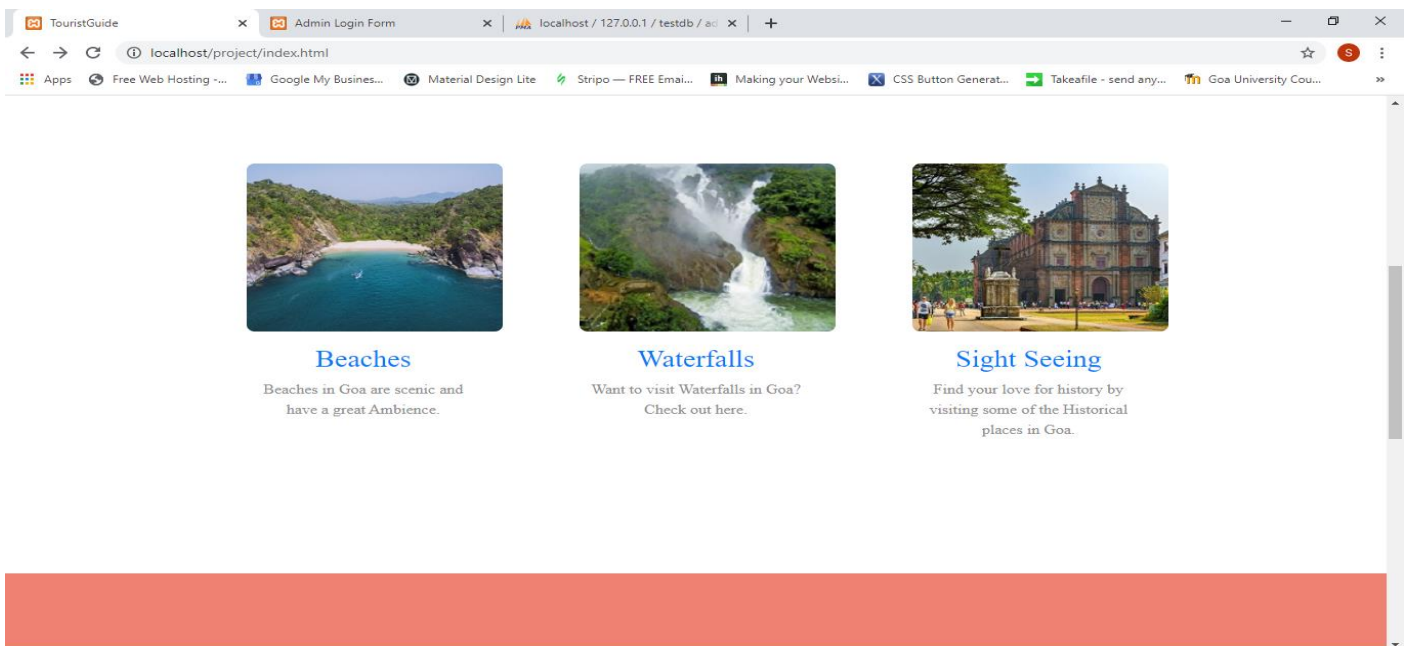 TouristGuide
Admin Login Form
localhost / 127.0.0.1 / testdb / ad
localhost/project/index.html
S
Apps
Free Web Hosting -...
Google My Busines...
Material Design Lite
Stripo — FREE Emai...
Making your Websi...
CSS Button Generat...
Takeafile - send any...
Goa University Cou...
Beaches
Beaches in Goa are scenic and
have a great Ambience.
Waterfalls
Want to visit Waterfalls in Goa?
Check out here.
Sight Seeing
Find your love for history by
visiting some of the Historical
places in Goa.